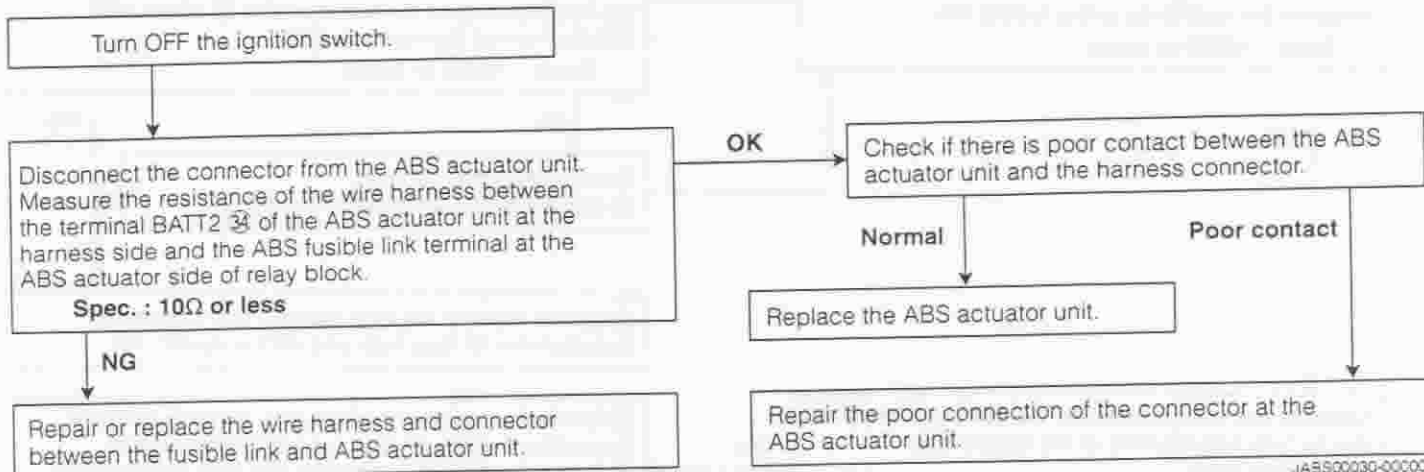 Turn OFF the ignition switch.
Disconnect the connector from the ABS actuator unit.
Measure the resistance of the wire harness between
the terminal BATT2 ㉞ of the ABS actuator unit at the
harness side and the ABS fusible link terminal at the
ABS actuator side of relay block.
Spec. : 10Ω or less
OK
Check if there is poor contact between the ABS
actuator unit and the harness connector.
Normal
Poor contact
Replace the ABS actuator unit.
NG
Repair or replace the wire harness and connector
between the fusible link and ABS actuator unit.
Repair the poor connection of the connector at the
ABS actuator unit.